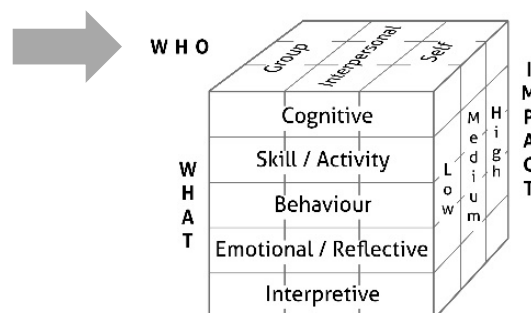 WHO
Group
Interpersonal
Self
WHAT
Cognitive
Skill / Activity
Behaviour
Emotional / Reflective
Interpretive
Low
Medium
High
IMPACT